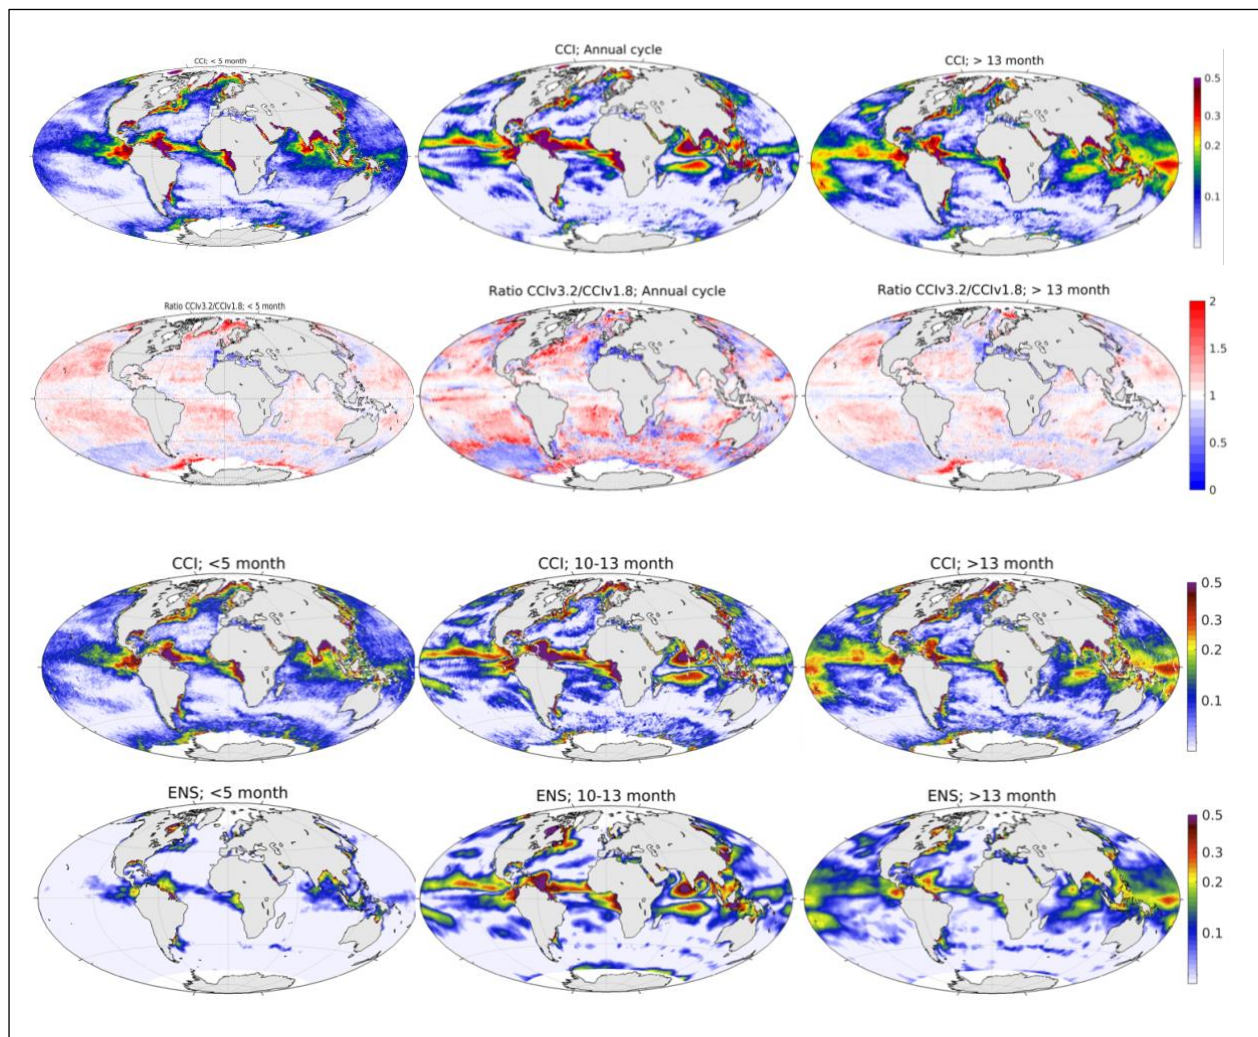 CCI; < 5 month
CCI; Annual cycle
CCI; > 13 month
0.5
0.3
0.2
0.1
Ratio CCIv3.2/CCIv1.8; < 5 month
Ratio CCIv3.2/CCIv1.8; Annual cycle
Ratio CCIv3.2/CCIv1.8; > 13 month
2
1.5
1
0.5
0
CCI; <5 month
CCI; 10-13 month
CCI; >13 month
0.5
0.3
0.2
0.1
ENS; <5 month
ENS; 10-13 month
ENS; >13 month
0.5
0.3
0.2
0.1